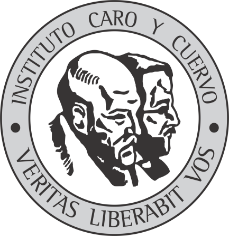 INSTITUTO CARO Y CUERVO
VERITAS LIBERABIT VOS